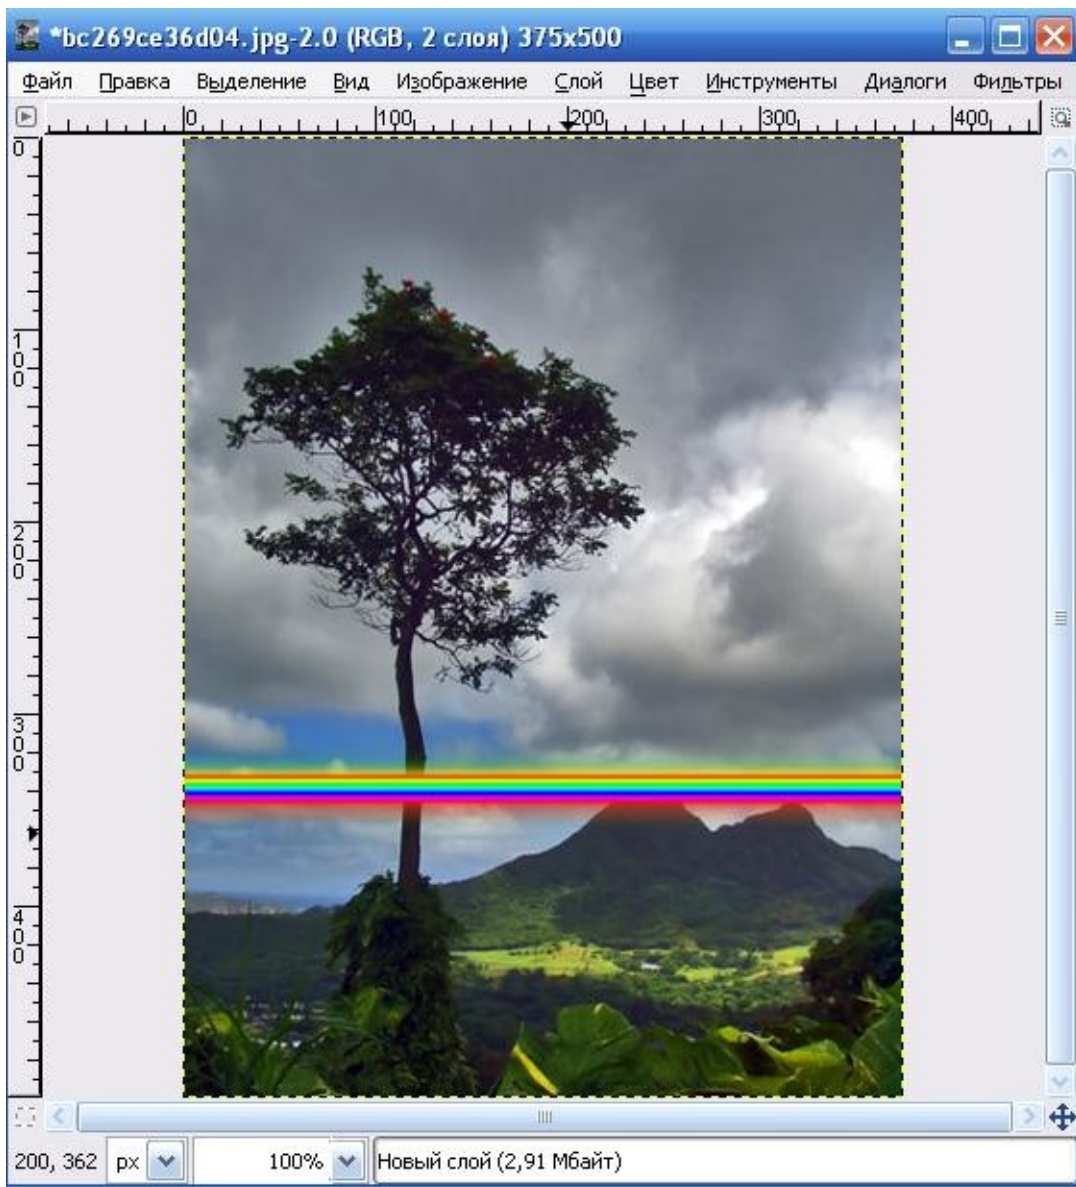 *bc269ce36d04.jpg-2.0 (RGB, 2 слоя) 375x500
Файл Правка Выделение Вид Изображение Слой Цвет Инструменты Диалоги Фильтры
0 100 200 300 400
0
100
200
300
400
200, 362 px 100% Новый слой (2,91 Мбайт)